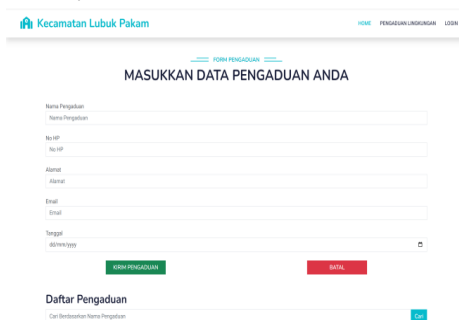 Kecamatan Lubuk Pakam
HOME PENGADUAN LINGKUNGAN LOGIN
FORM PENGADUAN
MASUKKAN DATA PENGADUAN ANDA
Nama Pengaduan
Nama Pengaduan
No HP
No HP
Alamat
Alamat
Email
Email
Tanggal
dd/mm/yyyy
KIRIM PENGADUAN BATAL
Daftar Pengaduan
Cari Berdasarkan Nama Pengaduan Cari